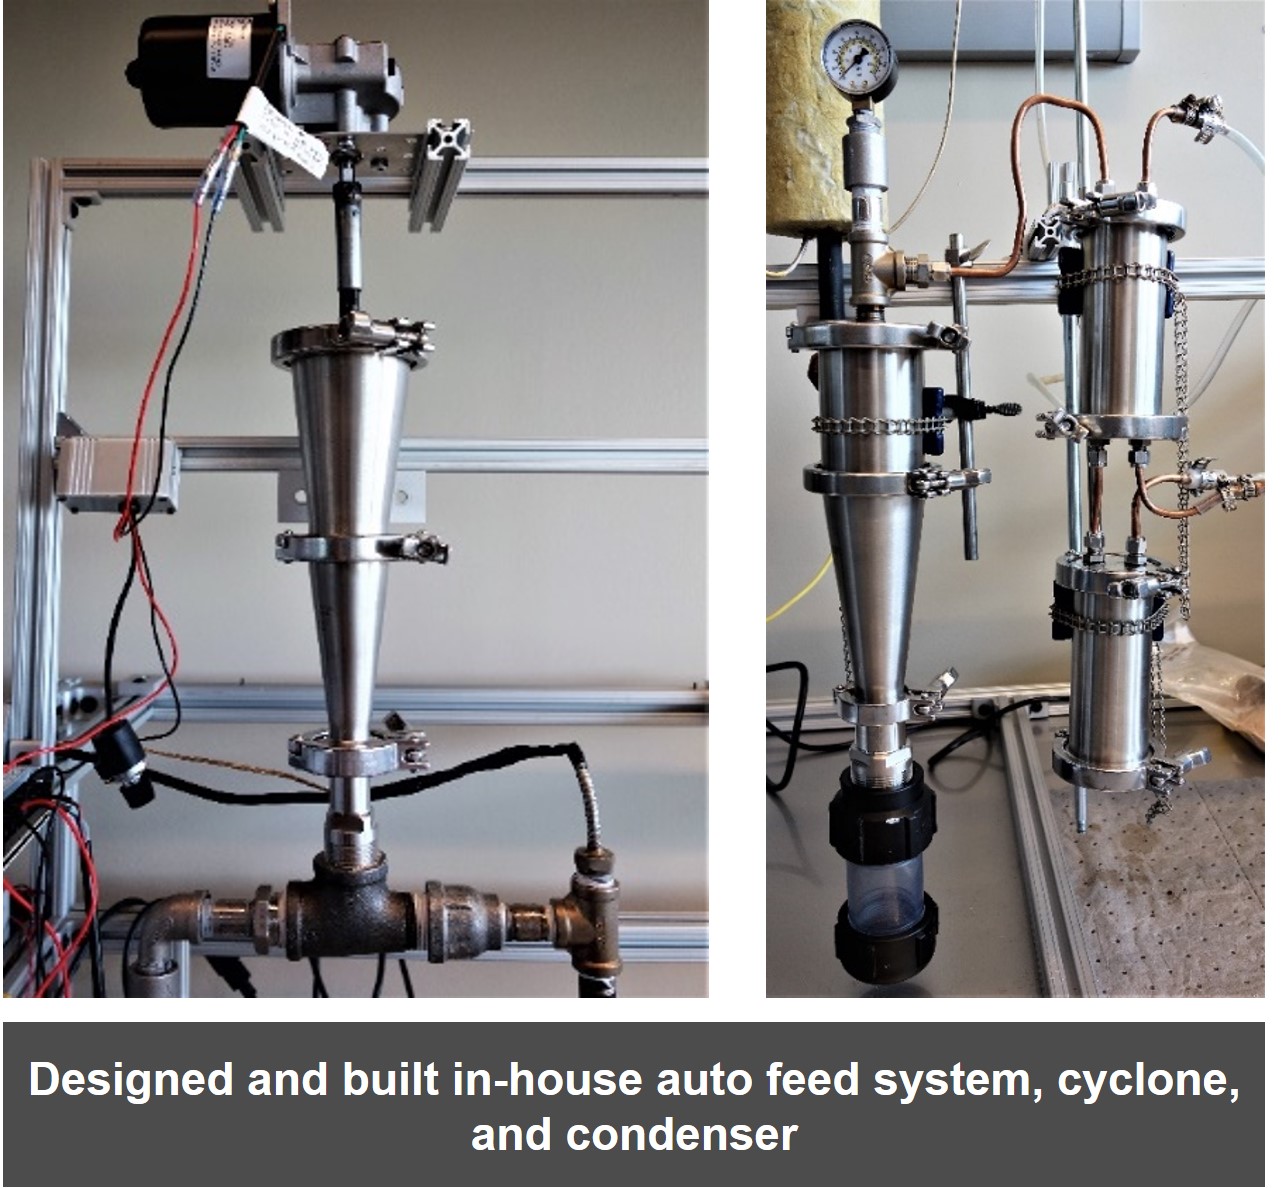 Designed and built in-house auto feed system, cyclone,
and condenser